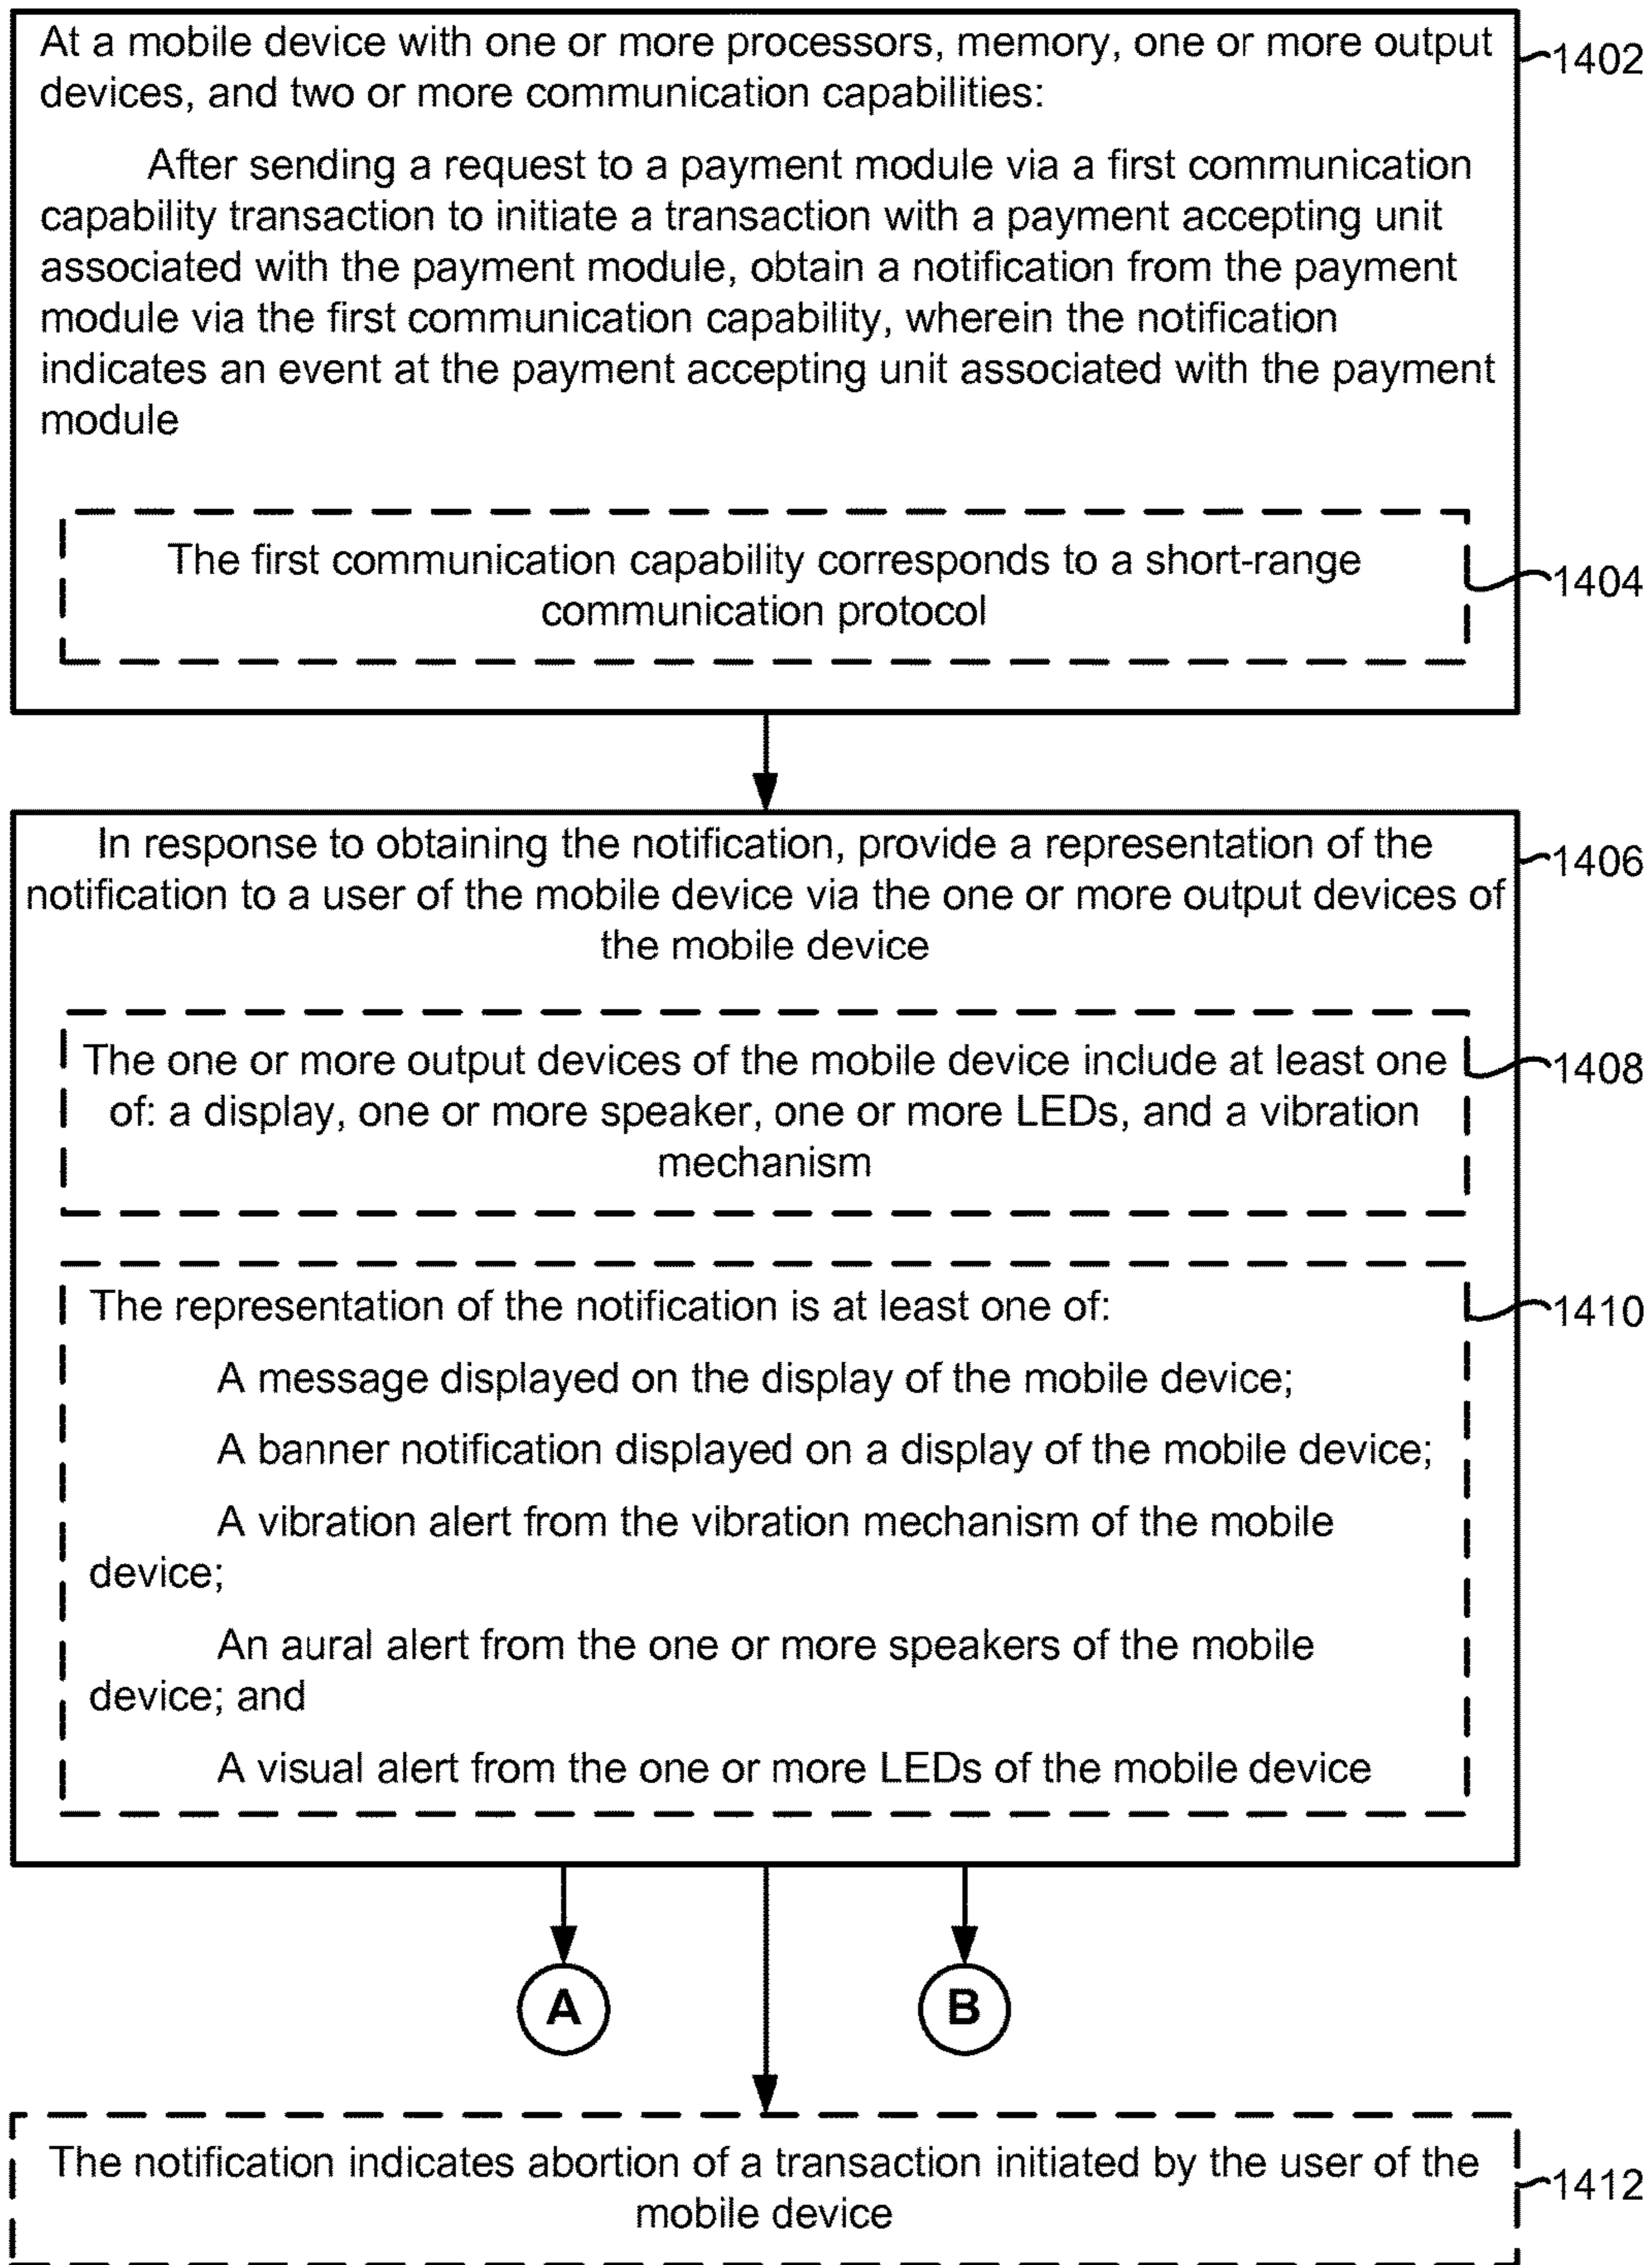 At a mobile device with one or more processors, memory, one or more output
devices, and two or more communication capabilities:
1402
After sending a request to a payment module via a first communication
capability transaction to initiate a transaction with a payment accepting unit
associated with the payment module, obtain a notification from the payment
module via the first communication capability, wherein the notification
indicates an event at the payment accepting unit associated with the payment
module
The first communication capability corresponds to a short-range
communication protocol
1404
In response to obtaining the notification, provide a representation of the
notification to a user of the mobile device via the one or more output devices of
the mobile device
1406
The one or more output devices of the mobile device include at least one
of: a display, one or more speaker, one or more LEDs, and a vibration
mechanism
1408
The representation of the notification is at least one of:
1410
A message displayed on the display of the mobile device;
A banner notification displayed on a display of the mobile device;
A vibration alert from the vibration mechanism of the mobile
device;
An aural alert from the one or more speakers of the mobile
device; and
A visual alert from the one or more LEDs of the mobile device
A
B
The notification indicates abortion of a transaction initiated by the user of the
mobile device
1412